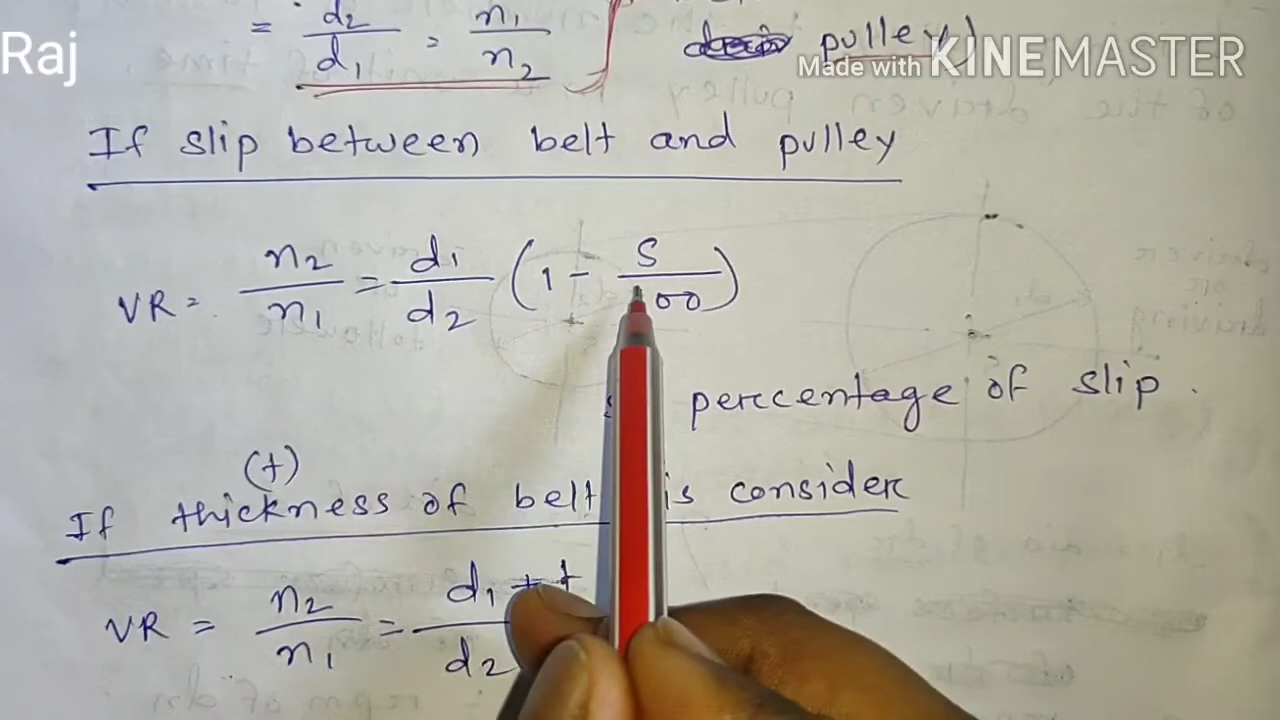 = d2/d1 = n1/n2
pulley)
Raj
Made with KINEMASTER
If slip between belt and pulley
VR = n2/n1 = d1/d2 (1 - S/100)
percentage of slip.
(t)
If thickness of belt is consider
VR = n2/n1 = d1 + t/d2